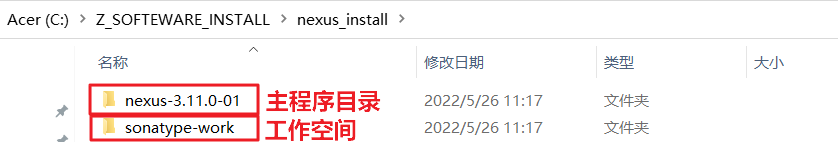 Acer (C:) > Z_SOFTEWARE_INSTALL > nexus_install >
名称 修改日期 类型 大小
nexus-3.11.0-01 主程序目录 2022/5/26 11:17 文件夹
sonatype-work 工作空间 2022/5/26 11:17 文件夹